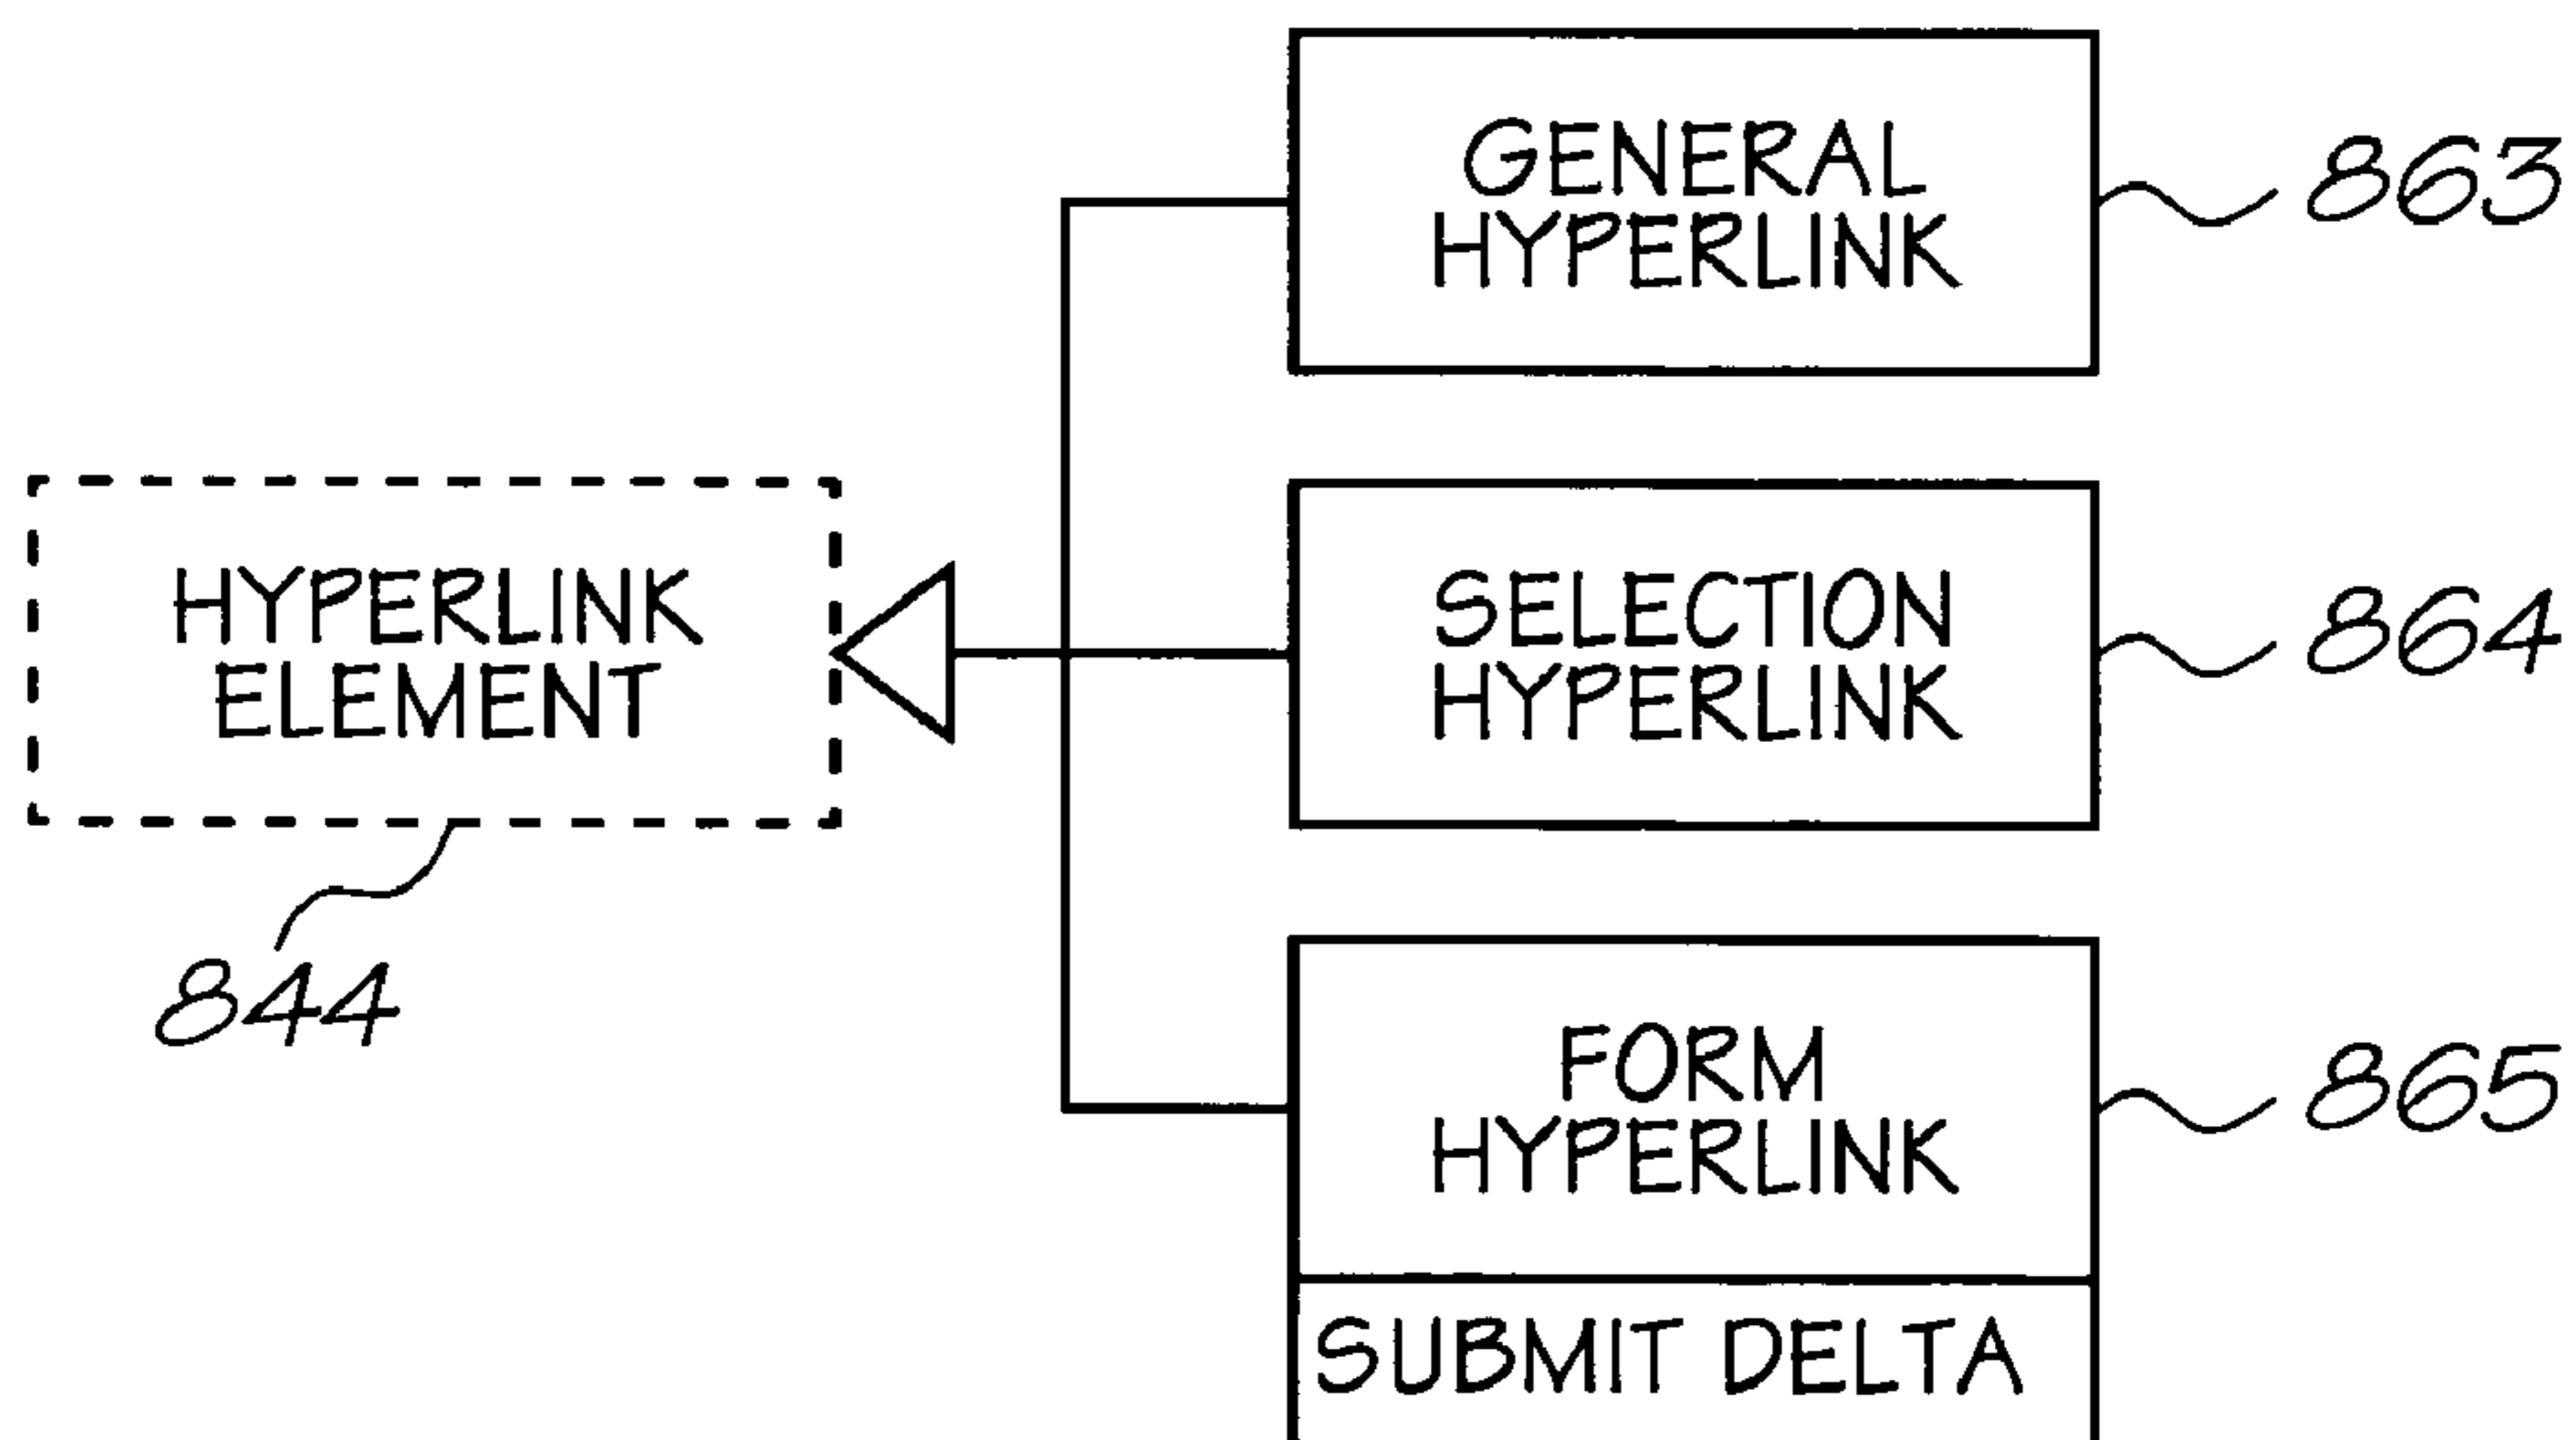 GENERAL
HYPERLINK
863
HYPERLINK
ELEMENT
844
SELECTION
HYPERLINK
864
FORM
HYPERLINK
865
SUBMIT DELTA